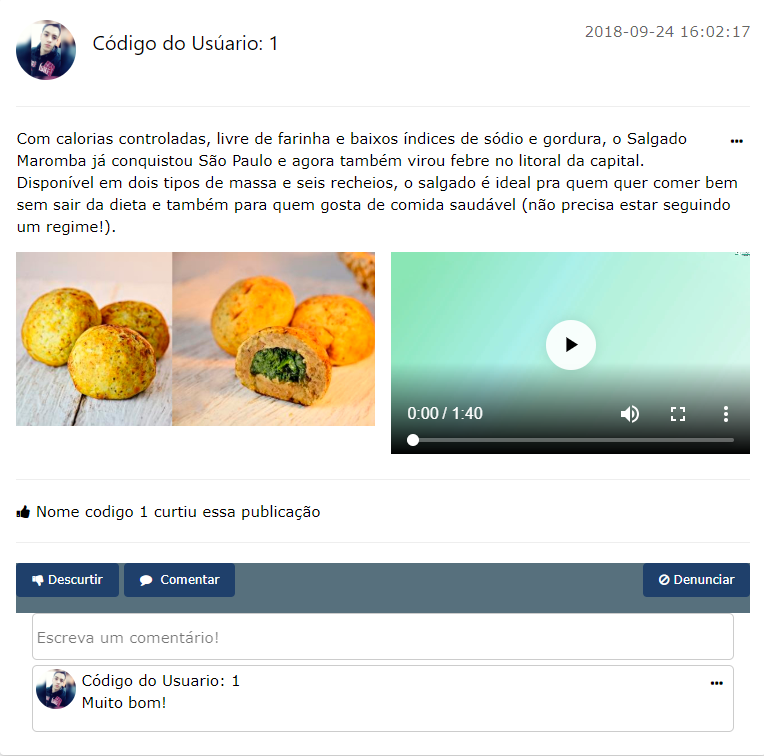 Código do Usúario: 1
2018-09-24 16:02:17
Com calorias controladas, livre de farinha e baixos índices de sódio e gordura, o Salgado
Maromba já conquistou São Paulo e agora também virou febre no litoral da capital.
Disponível em dois tipos de massa e seis recheios, o salgado é ideal pra quem quer comer bem
sem sair da dieta e também para quem gosta de comida saudável (não precisa estar seguindo
um regime!).
0:00 / 1:40
Nome codigo 1 curtiu essa publicação
Descurtir
Comentar
Denunciar
Escreva um comentário!
Código do Usuario: 1
Muito bom!